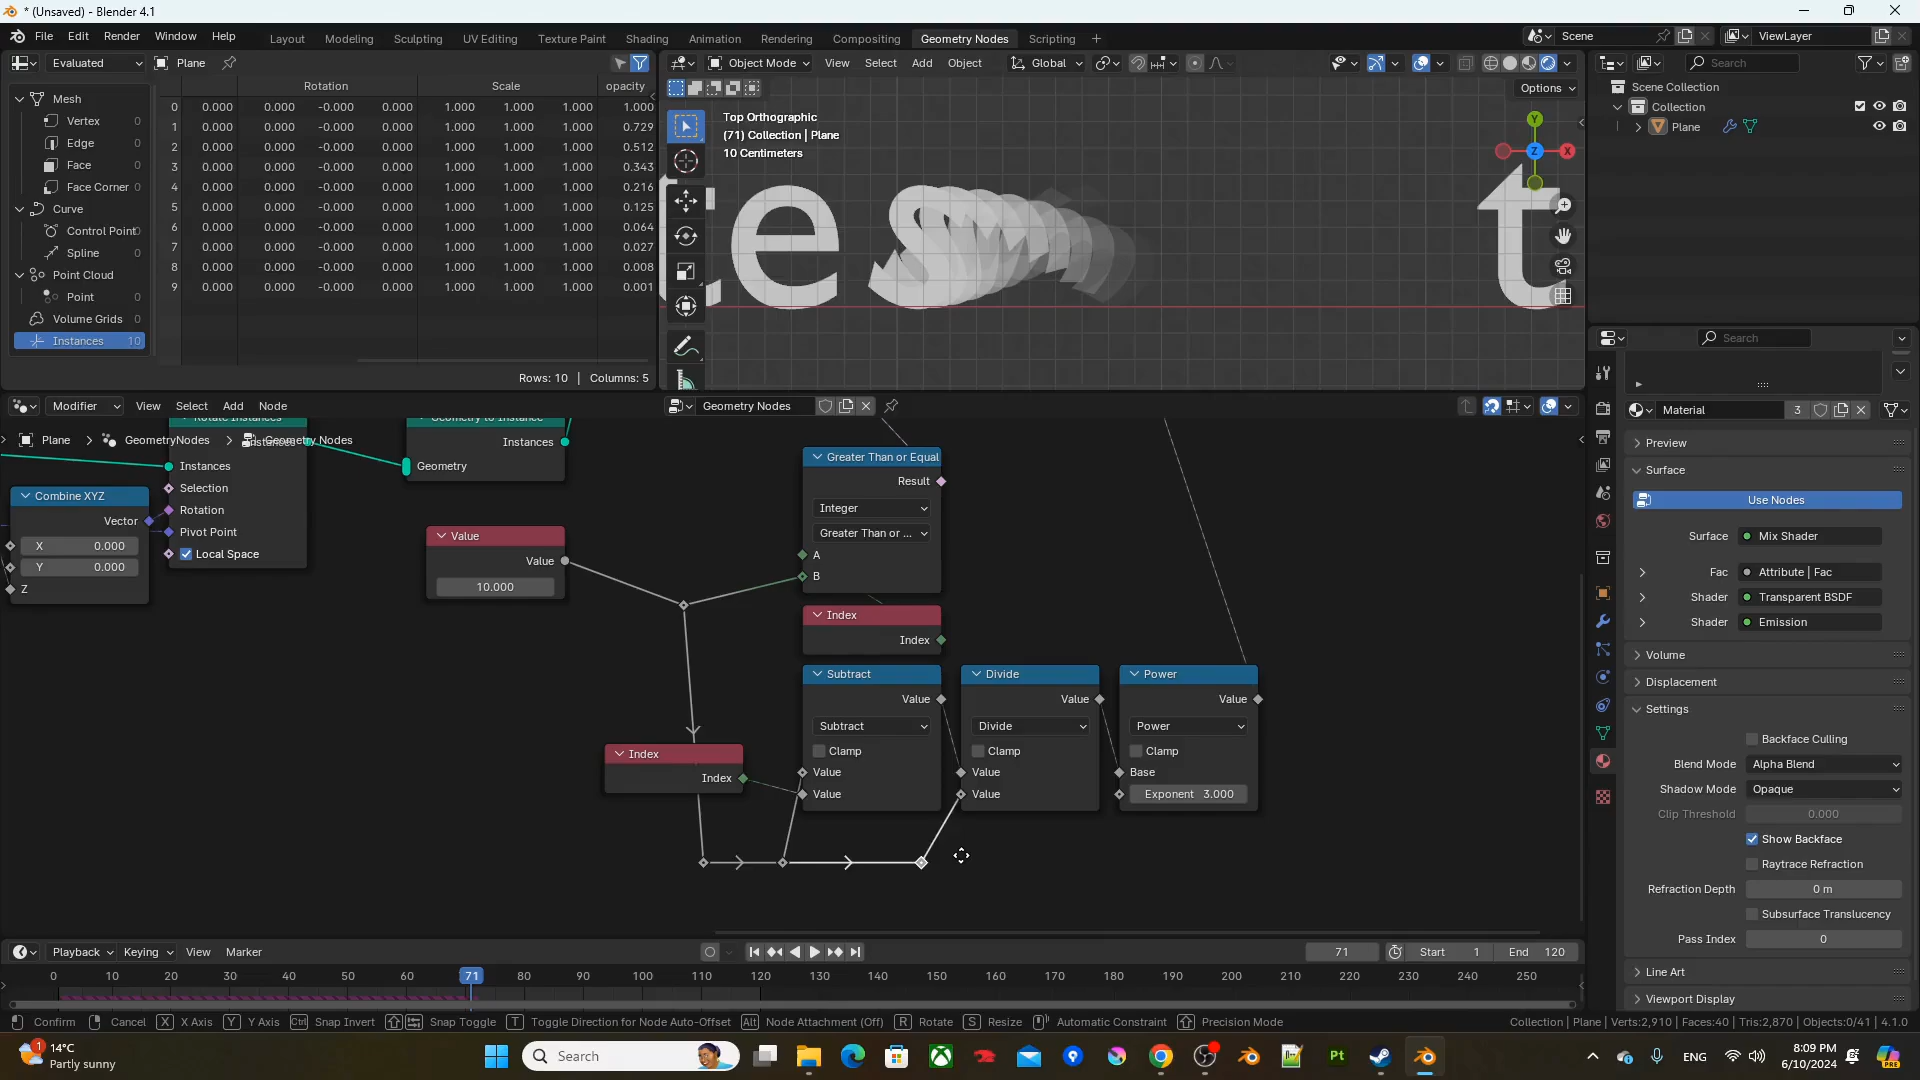 * (Unsaved) - Blender 4.1
File Edit Render Window Help
Layout Modeling Sculpting UV Editing Texture Paint Shading Animation Rendering Compositing Geometry Nodes Scripting +
Scene
ViewLayer
Evaluated
Plane
Object Mode View Select Add Object
Global
Search
Options
Mesh
Vertex 0
Edge 0
Face 0
Face Corner 0
Curve
Control Point
Spline 0
Point Cloud
Point 0
Volume Grids 0
Instances 10
Rotation Scale opacity
0 0.000 0.000 -0.000 0.000 1.000 1.000 1.000 1.000
1 0.000 0.000 -0.000 0.000 1.000 1.000 1.000 0.729
2 0.000 0.000 -0.000 0.000 1.000 1.000 1.000 0.512
3 0.000 0.000 -0.000 0.000 1.000 1.000 1.000 0.343
4 0.000 0.000 -0.000 0.000 1.000 1.000 1.000 0.216
5 0.000 0.000 -0.000 0.000 1.000 1.000 1.000 0.125
6 0.000 0.000 -0.000 0.000 1.000 1.000 1.000 0.064
7 0.000 0.000 -0.000 0.000 1.000 1.000 1.000 0.027
8 0.000 0.000 -0.000 0.000 1.000 1.000 1.000 0.008
9 0.000 0.000 -0.000 0.000 1.000 1.000 1.000 0.001
Rows: 10 | Columns: 5
Top Orthographic
(71) Collection | Plane
10 Centimeters
Y
Z
X
e s t
Scene Collection
Collection
Plane
Modifier View Select Add Node
Geometry Nodes
Plane > GeometryNodes > Geometry Nodes
Rotate Instances
Instances
Instances
Selection
Rotation
Pivot Point
Local Space
Combine XYZ
Vector
X 0.000
Y 0.000
Z
Geometry to Instance
Instances
Geometry
Value
Value
10.000
Greater Than or Equal
Result
Integer
Greater Than or ...
A
B
Index
Index
Index
Index
Subtract
Value
Subtract
Clamp
Value
Value
Divide
Value
Divide
Clamp
Value
Value
Power
Value
Power
Clamp
Base
Exponent 3.000
Search
Material 3
Preview
Surface
Use Nodes
Surface Mix Shader
Fac Attribute | Fac
Shader Transparent BSDF
Shader Emission
Volume
Displacement
Settings
Backface Culling
Blend Mode Alpha Blend
Shadow Mode Opaque
Clip Threshold 0.000
Show Backface
Raytrace Refraction
Refraction Depth 0 m
Subsurface Translucency
Pass Index 0
Line Art
Viewport Display
Playback Keying View Marker
71 Start 1 End 120
0 10 20 30 40 50 60 71 80 90 100 110 120 130 140 150 160 170 180 190 200 210 220 230 240 250
Confirm Cancel X X Axis Y Y Axis Ctrl Snap Invert Snap Toggle T Toggle Direction for Node Auto-Offset Alt Node Attachment (Off) R Rotate S Resize Automatic Constraint Precision Mode
Collection | Plane | Verts:2,910 | Faces:40 | Tris:2,870 | Objects:0/41 | 4.1.0
1
14°C
Partly sunny
Search
Pt
ENG
8:09 PM
6/10/2024
PRE